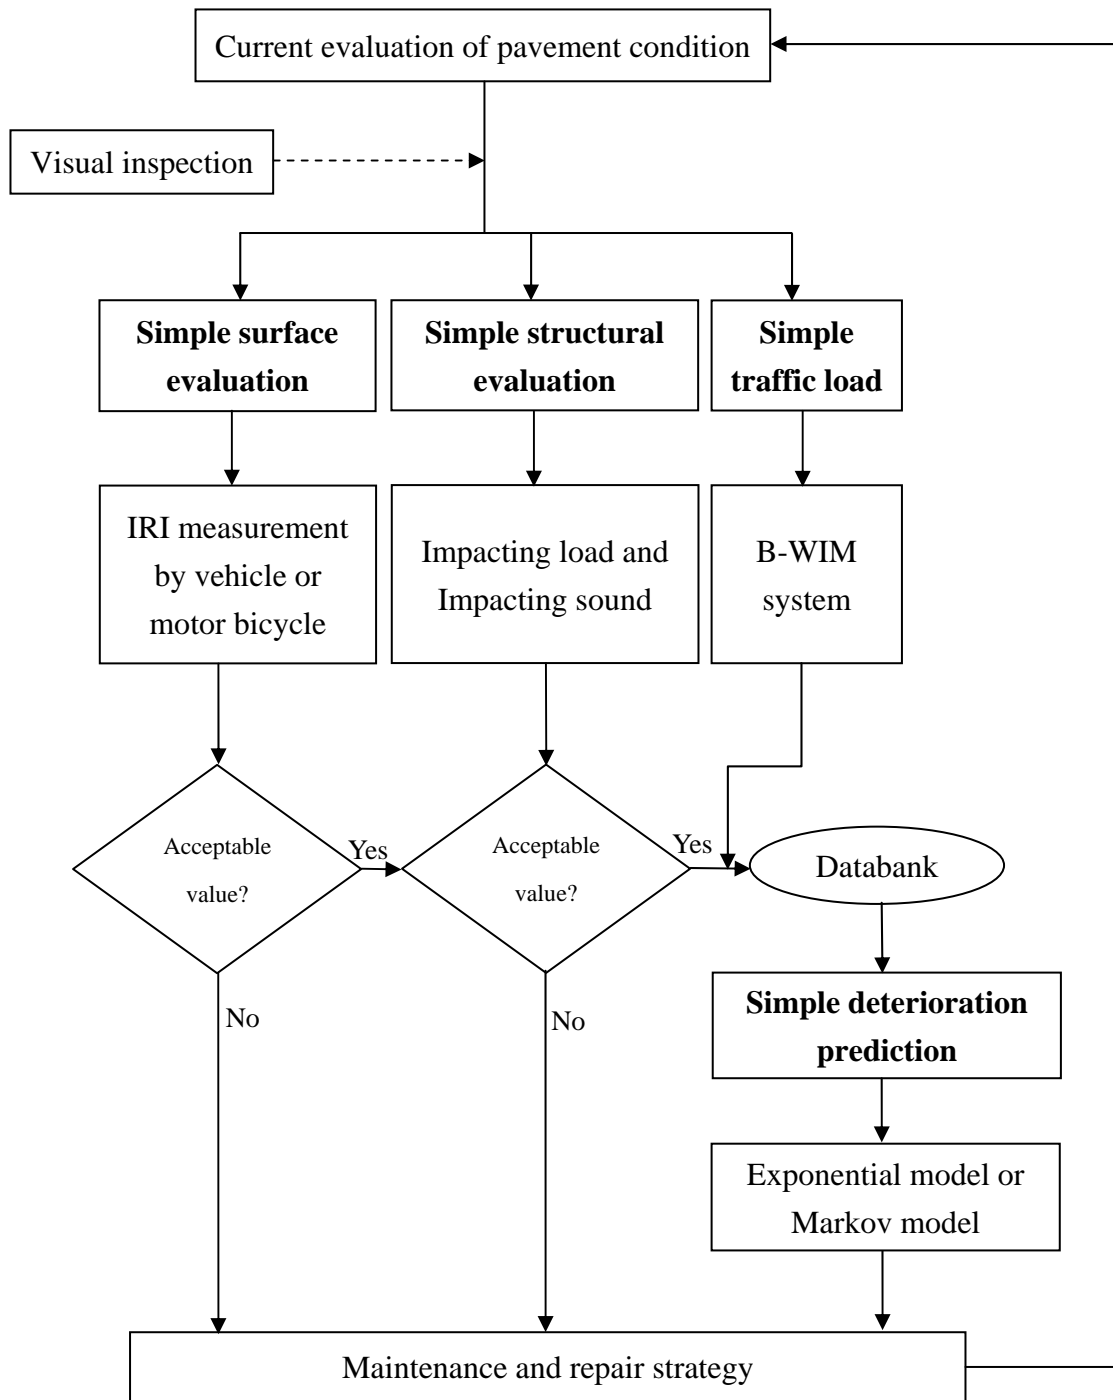 Current evaluation of pavement condition
Visual inspection
Simple surface
evaluation
Simple structural
evaluation
Simple
traffic load
IRI measurement
by vehicle or
motor bicycle
Impacting load and
Impacting sound
B-WIM
system
Acceptable
value?
Yes
Acceptable
value?
Yes
Databank
No
No
Simple deterioration
prediction
Exponential model or
Markov model
Maintenance and repair strategy